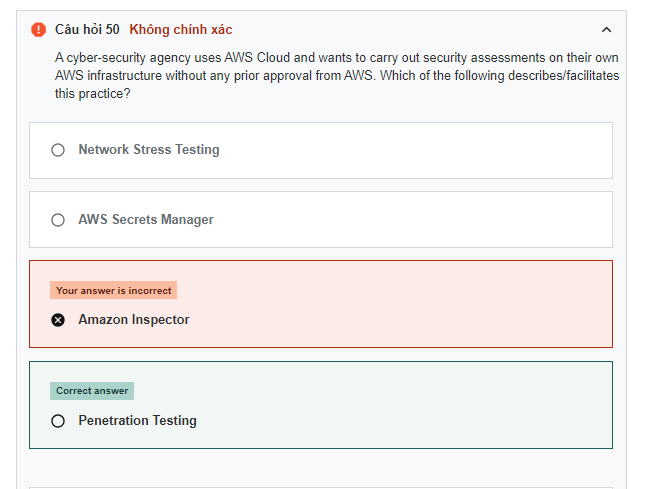 Câu hỏi 50 Không chính xác
A cyber-security agency uses AWS Cloud and wants to carry out security assessments on their own
AWS infrastructure without any prior approval from AWS. Which of the following describes/facilitates
this practice?
Network Stress Testing
AWS Secrets Manager
Your answer is incorrect
Amazon Inspector
Correct answer
Penetration Testing